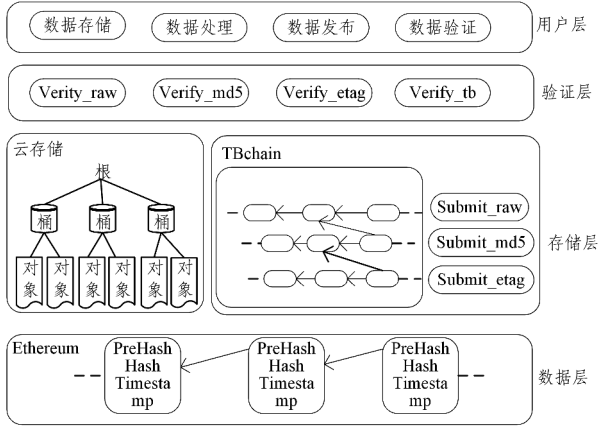 数据存储 数据处理 数据发布 数据验证 用户层
Verity_raw Verify_md5 Verify_etag Verify_tb 验证层
云存储
根
桶 桶 桶
对象 对象 对象 对象 对象 对象
TBchain
Submit_raw
Submit_md5
Submit_etag
存储层
Ethereum
PreHash
Hash
Timesta
mp
PreHash
Hash
Timesta
mp
PreHash
Hash
Timesta
mp
数据层